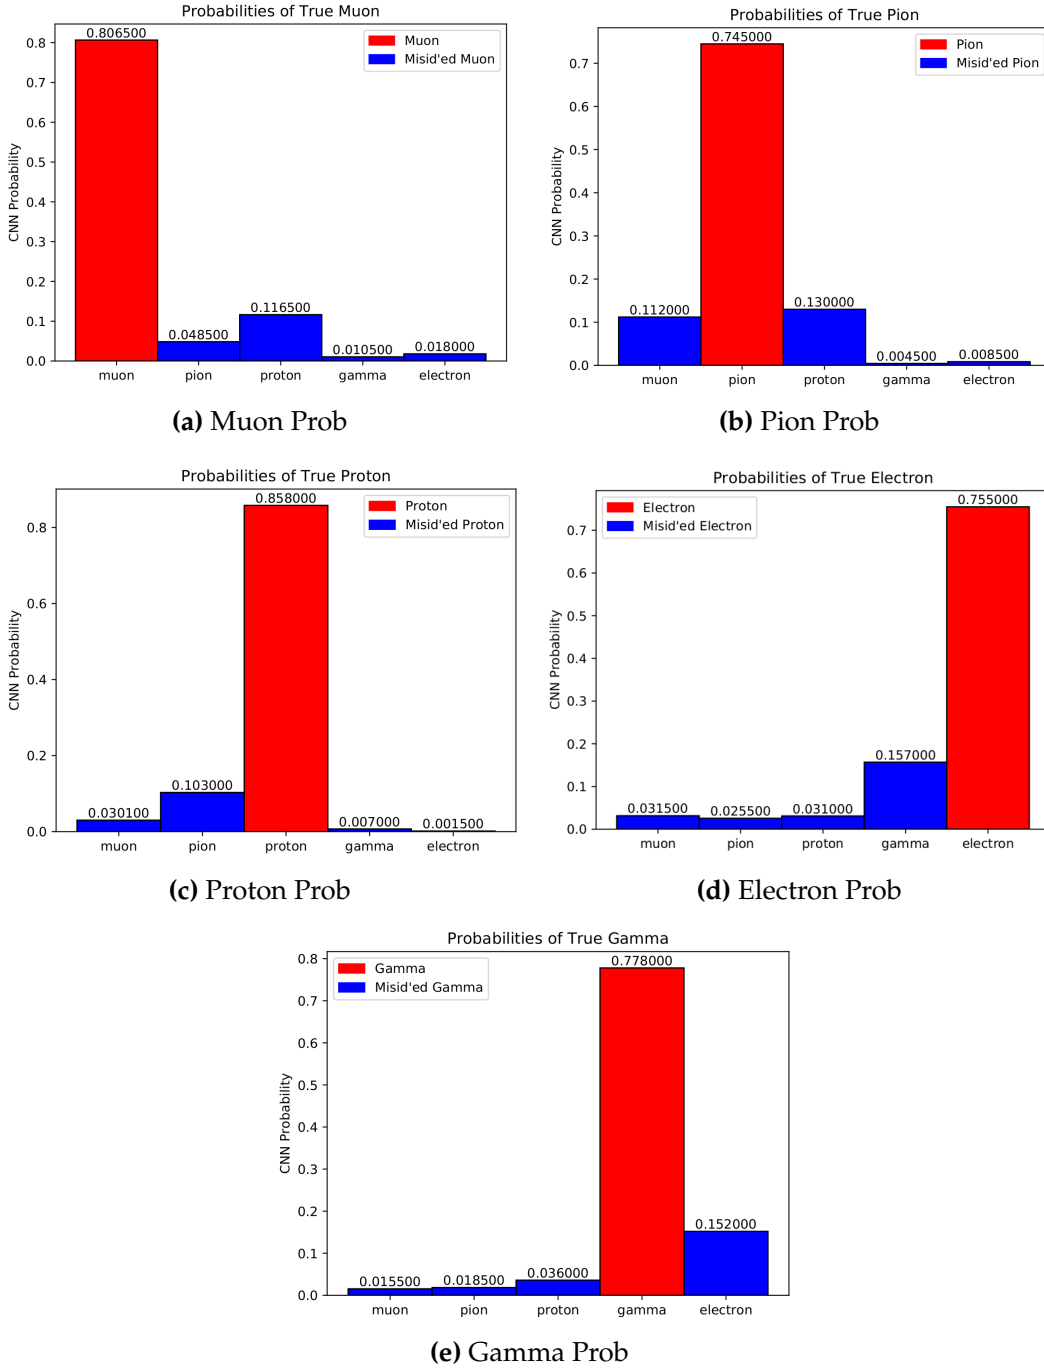 Probabilities of True Muon
0.806500
Muon
Misid'ed Muon
0.8
0.7
0.6
0.5
0.4
0.3
0.2
0.1
0.0
CNN Probability
0.048500
0.116500
0.010500
0.018000
muon pion proton gamma electron
(a) Muon Prob
Probabilities of True Pion
0.745000
Pion
Misid'ed Pion
0.7
0.6
0.5
0.4
0.3
0.2
0.1
0.0
CNN Probability
0.112000
0.130000
0.004500
0.008500
muon pion proton gamma electron
(b) Pion Prob
Probabilities of True Proton
0.858000
Proton
Misid'ed Proton
0.8
0.6
0.4
0.2
0.0
CNN Probability
0.030100
0.103000
0.007000
0.001500
muon pion proton gamma electron
(c) Proton Prob
Probabilities of True Electron
0.755000
Electron
Misid'ed Electron
0.7
0.6
0.5
0.4
0.3
0.2
0.1
0.0
CNN Probability
0.031500
0.025500
0.031000
0.157000
muon pion proton gamma electron
(d) Electron Prob
Probabilities of True Gamma
0.778000
Gamma
Misid'ed Gamma
0.8
0.7
0.6
0.5
0.4
0.3
0.2
0.1
0.0
CNN Probability
0.015500
0.018500
0.036000
0.152000
muon pion proton gamma electron
(e) Gamma Prob